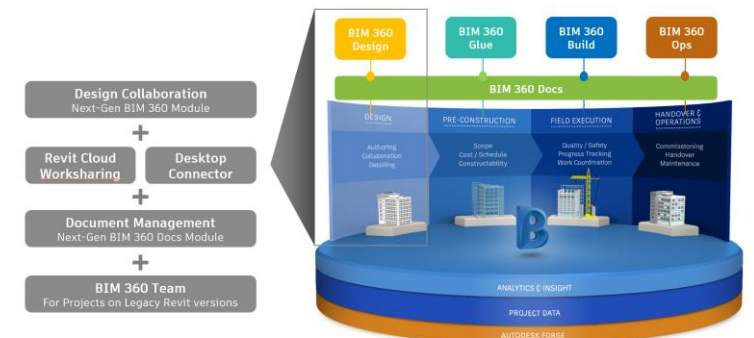 Design Collaboration
Next-Gen BIM 360 Module
+
Revit Cloud
Worksharing
Desktop
Connector
+
Document Management
Next-Gen BIM 360 Docs Module
+
BIM 360 Team
For Projects on Legacy Revit versions
BIM 360
Design
BIM 360
Glue
BIM 360
Build
BIM 360
Ops
BIM 360 Docs
DESIGN
Authoring
Collaboration
Detailing
PRE-CONSTRUCTION
Scope
Cost / Schedule
Constructability
FIELD EXECUTION
Quality / Safety
Progress Tracking
Work Coordination
HANDOVER &
OPERATIONS
Commissioning
Handover
Maintenance
B
ANALYTICS & INSIGHT
PROJECT DATA
AUTODESK FORGE